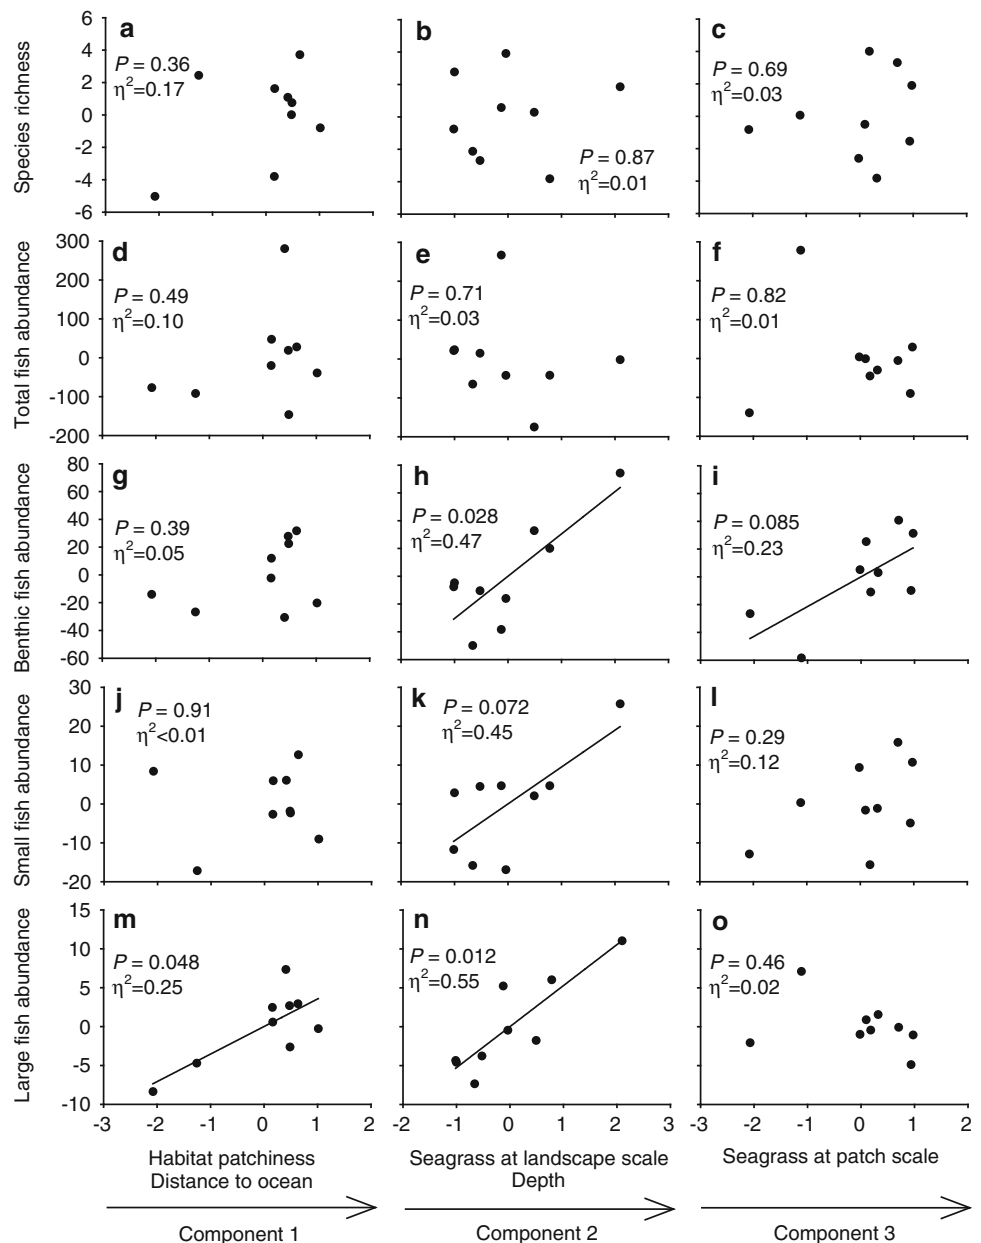 Species richness
6
4
2
0
-2
-4
-6
a
P = 0.36
η²=0.17
b
P = 0.87
η²=0.01
c
P = 0.69
η²=0.03
Total fish abundance
300
200
100
0
-100
-200
d
P = 0.49
η²=0.10
e
P = 0.71
η²=0.03
f
P = 0.82
η²=0.01
Benthic fish abundance
80
60
40
20
0
-20
-40
-60
g
P = 0.39
η²=0.05
h
P = 0.028
η²=0.47
i
P = 0.085
η²=0.23
Small fish abundance
30
20
10
0
-10
-20
j
P = 0.91
η²<0.01
k
P = 0.072
η²=0.45
l
P = 0.29
η²=0.12
Large fish abundance
15
10
5
0
-5
-10
m
P = 0.048
η²=0.25
n
P = 0.012
η²=0.55
o
P = 0.46
η²=0.02
-3 -2 -1 0 1 2
-2 -1 0 1 2 3
-3 -2 -1 0 1 2
Habitat patchiness
Distance to ocean
Seagrass at landscape scale
Depth
Seagrass at patch scale
Component 1
Component 2
Component 3